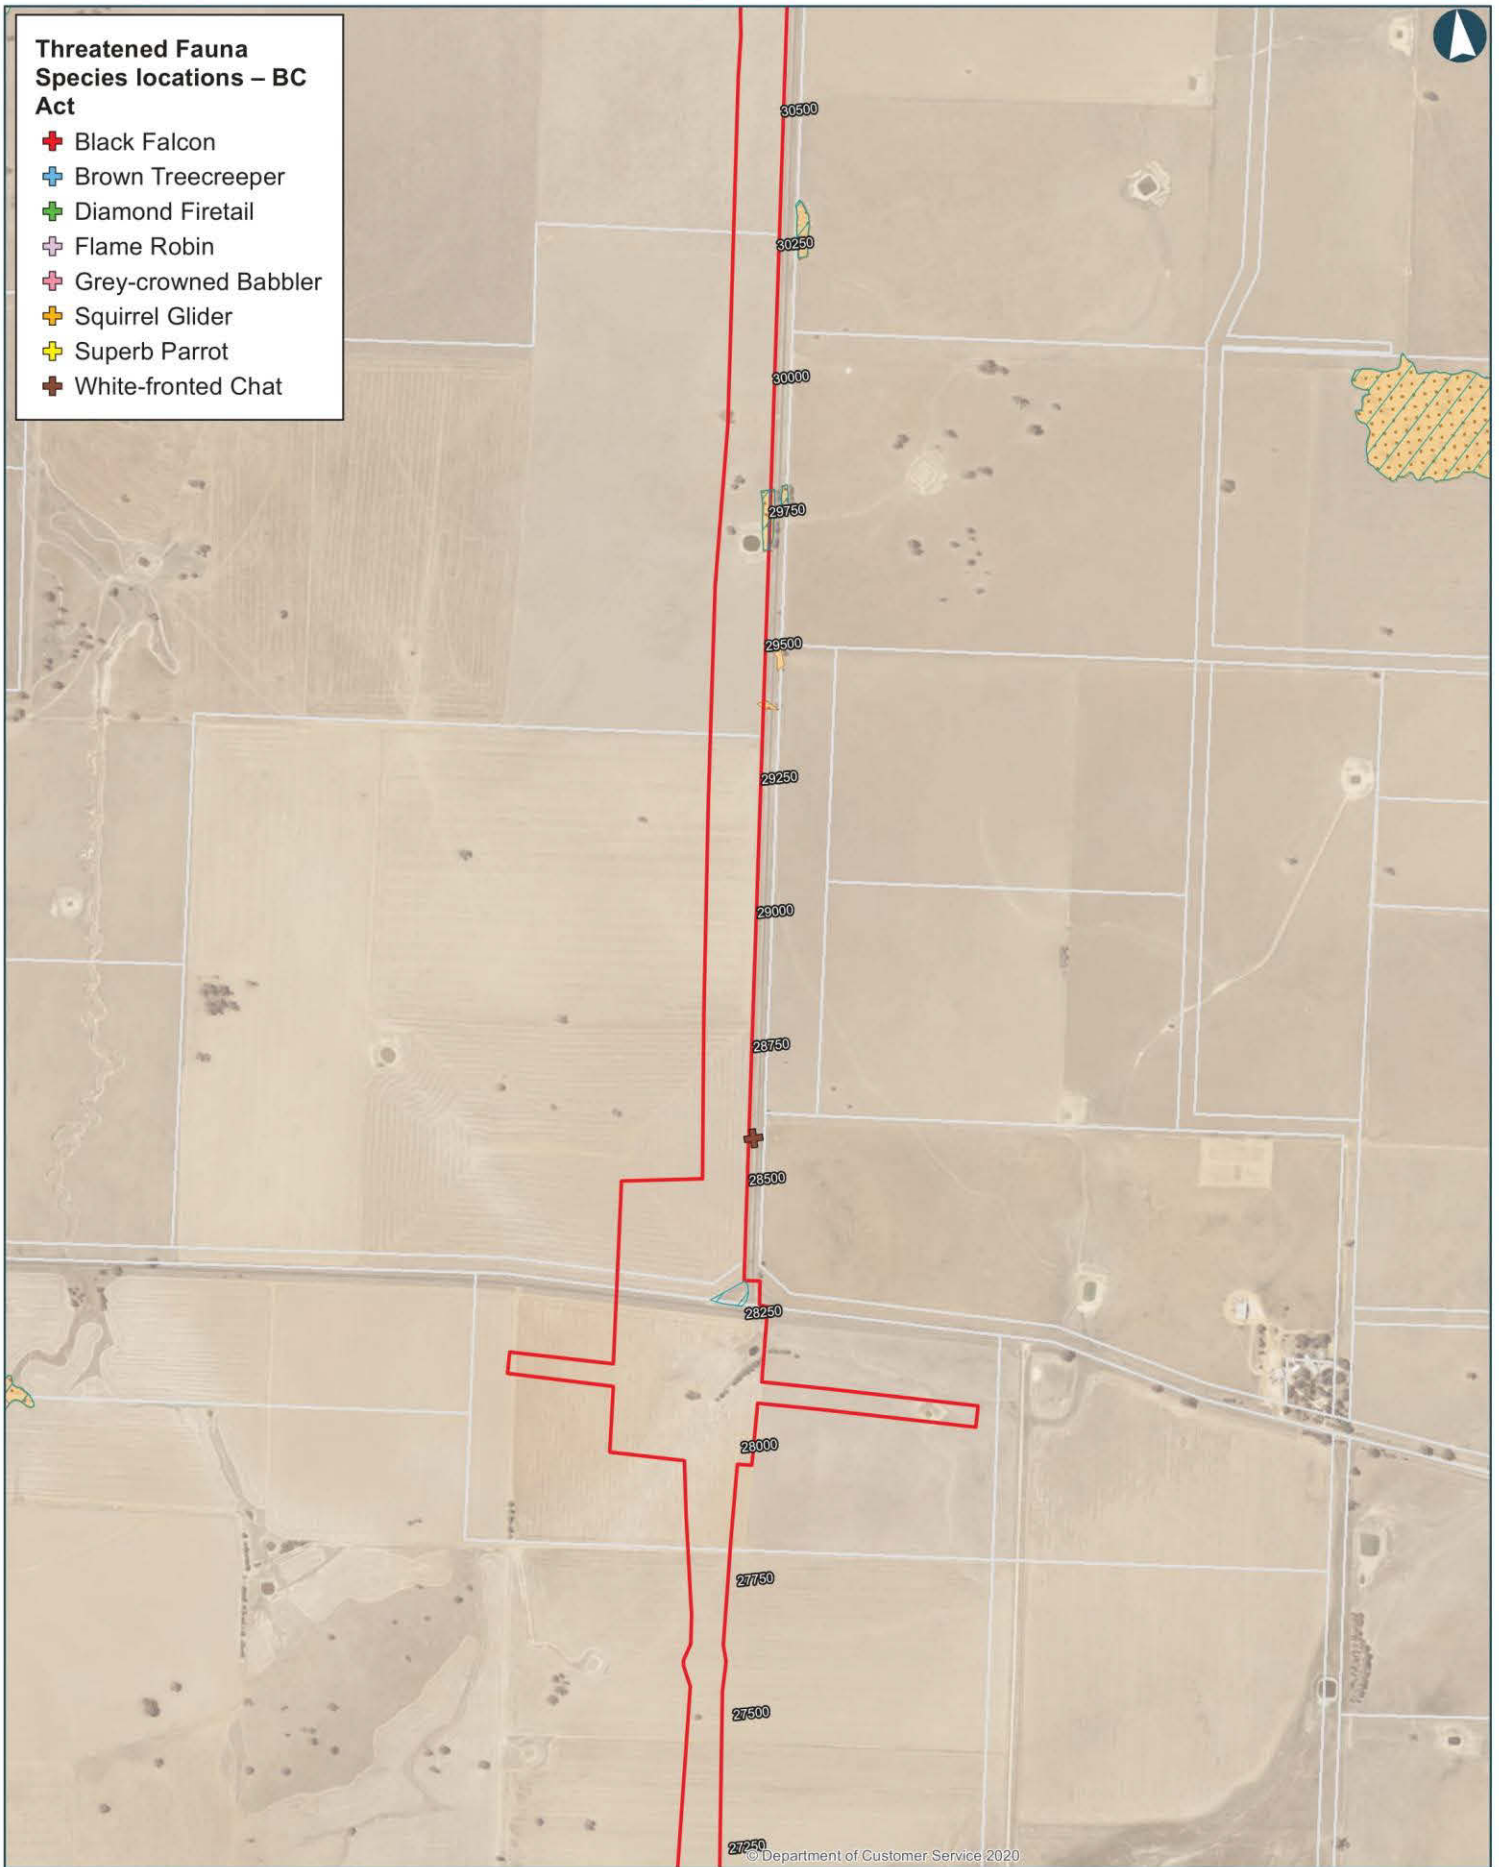 Threatened Fauna
Species locations – BC
Act
Black Falcon
Brown Treecreeper
Diamond Firetail
Flame Robin
Grey-crowned Babbler
Squirrel Glider
Superb Parrot
White-fronted Chat
30500
30250
30000
29750
29500
29250
29000
28750
28500
28250
28000
27750
27500
27250
© Department of Customer Service 2020